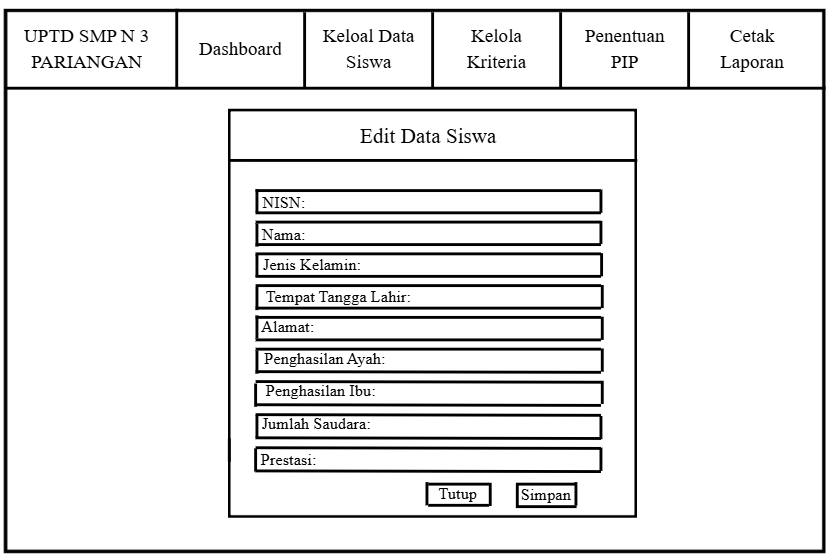 UPTD SMP N 3
PARIANGAN
Dashboard
Keloal Data
Siswa
Kelola
Kriteria
Penentuan
PIP
Cetak
Laporan
Edit Data Siswa
NISN:
Nama:
Jenis Kelamin:
Tempat Tangga Lahir:
Alamat:
Penghasilan Ayah:
Penghasilan Ibu:
Jumlah Saudara:
Prestasi:
Tutup
Simpan